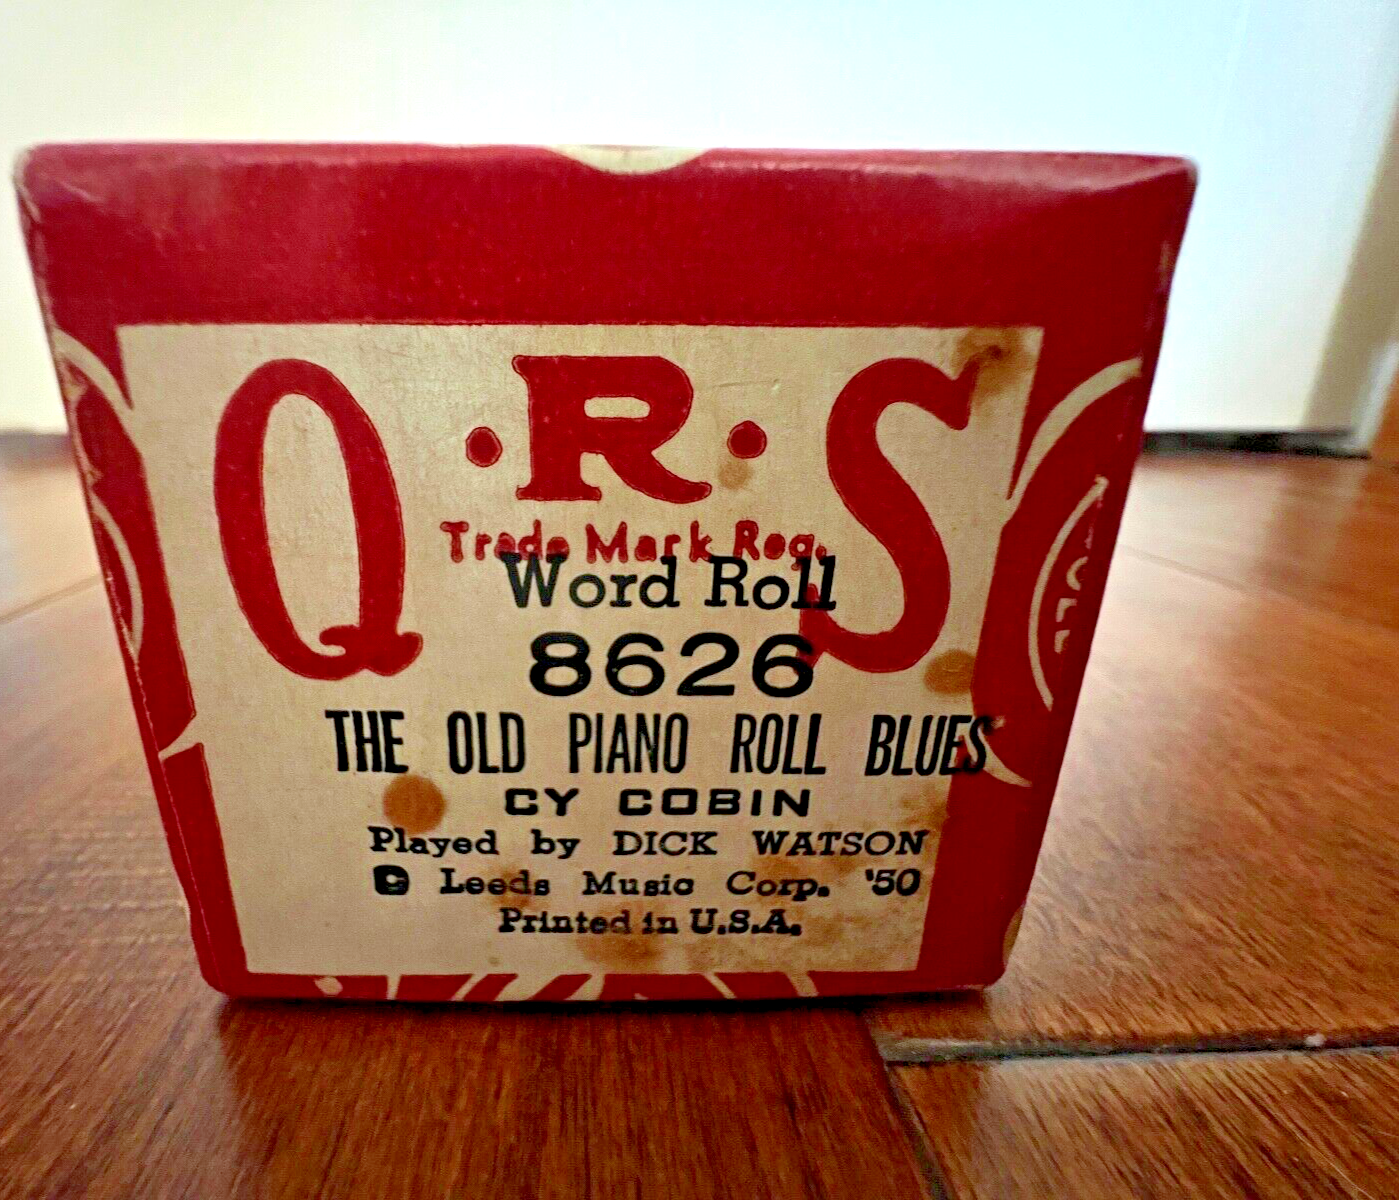 Q·R·S
Trade Mark Reg.
Word Roll
8626
THE OLD PIANO ROLL BLUES
CY COBIN
Played by DICK WATSON
© Leeds Music Corp. '50
Printed in U.S.A.